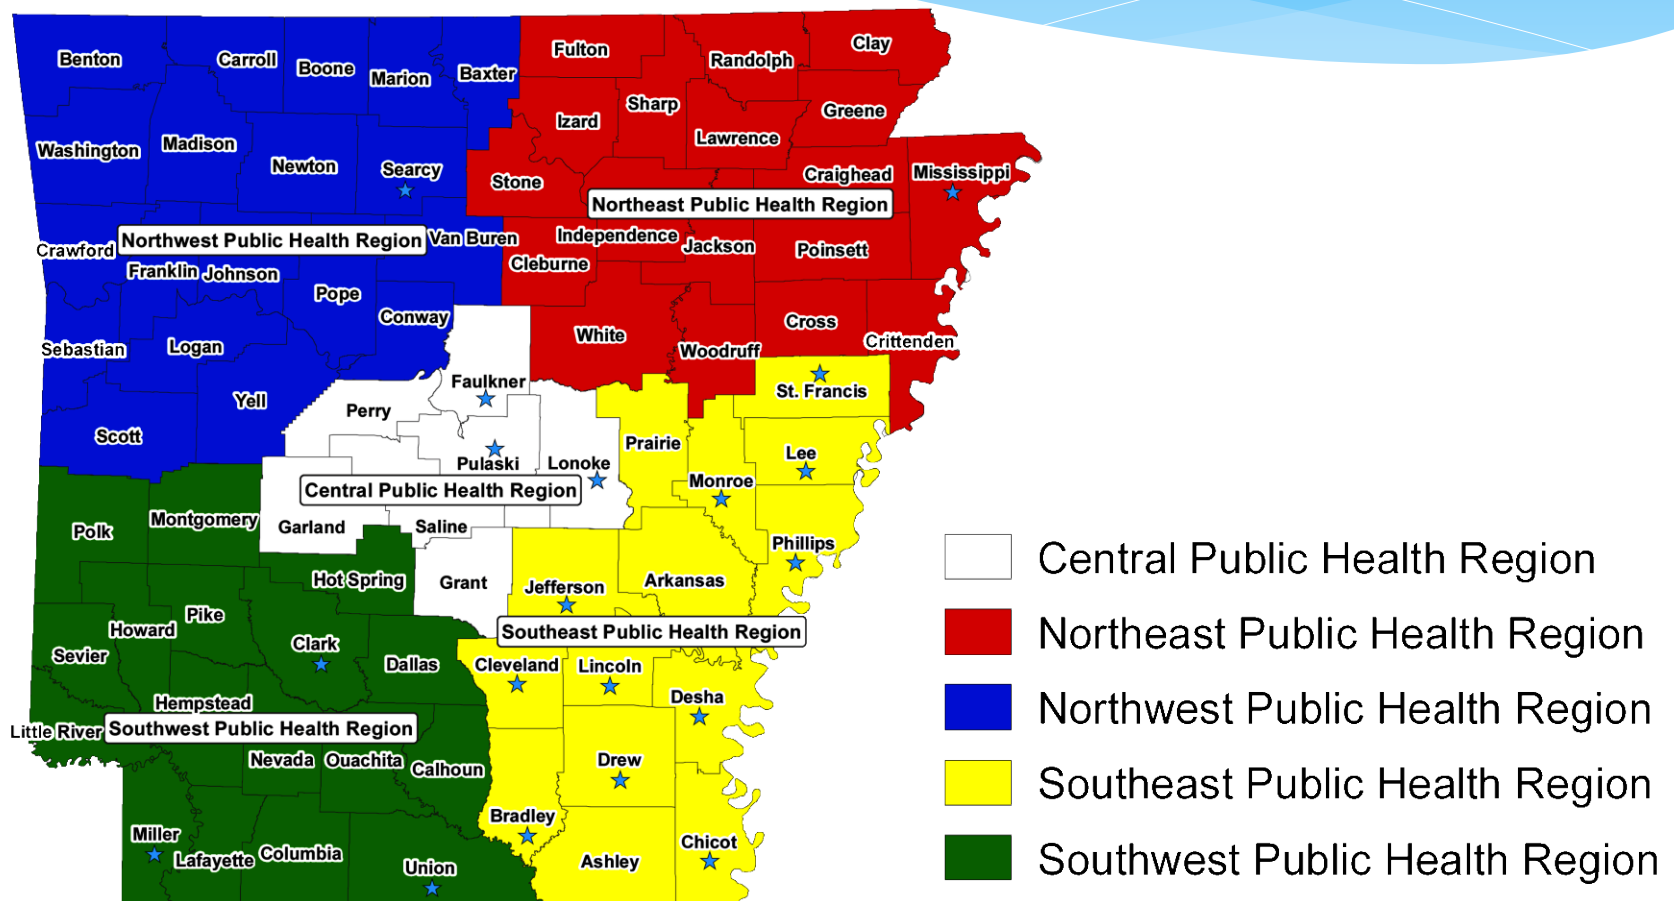 Benton
Carroll
Boone
Marion
Baxter
Fulton
Randolph
Clay
Sharp
Greene
Izard
Lawrence
Washington
Madison
Newton
Searcy
Stone
Craighead
Mississippi
Northeast Public Health Region
Northwest Public Health Region
Crawford
Van Buren
Independence
Jackson
Poinsett
Franklin
Johnson
Cleburne
Pope
Conway
Sebastian
Logan
White
Woodruff
Cross
Crittenden
Faulkner
Perry
Yell
Scott
St. Francis
Prairie
Pulaski
Lonoke
Lee
Monroe
Central Public Health Region
Polk
Montgomery
Garland
Saline
Phillips
Hot Spring
Grant
Jefferson
Arkansas
Pike
Howard
Clark
Southeast Public Health Region
Sevier
Dallas
Cleveland
Lincoln
Desha
Hempstead
Little River
Southwest Public Health Region
Nevada
Ouachita
Calhoun
Drew
Bradley
Miller
Lafayette
Columbia
Union
Ashley
Chicot
Central Public Health Region
Northeast Public Health Region
Northwest Public Health Region
Southeast Public Health Region
Southwest Public Health Region